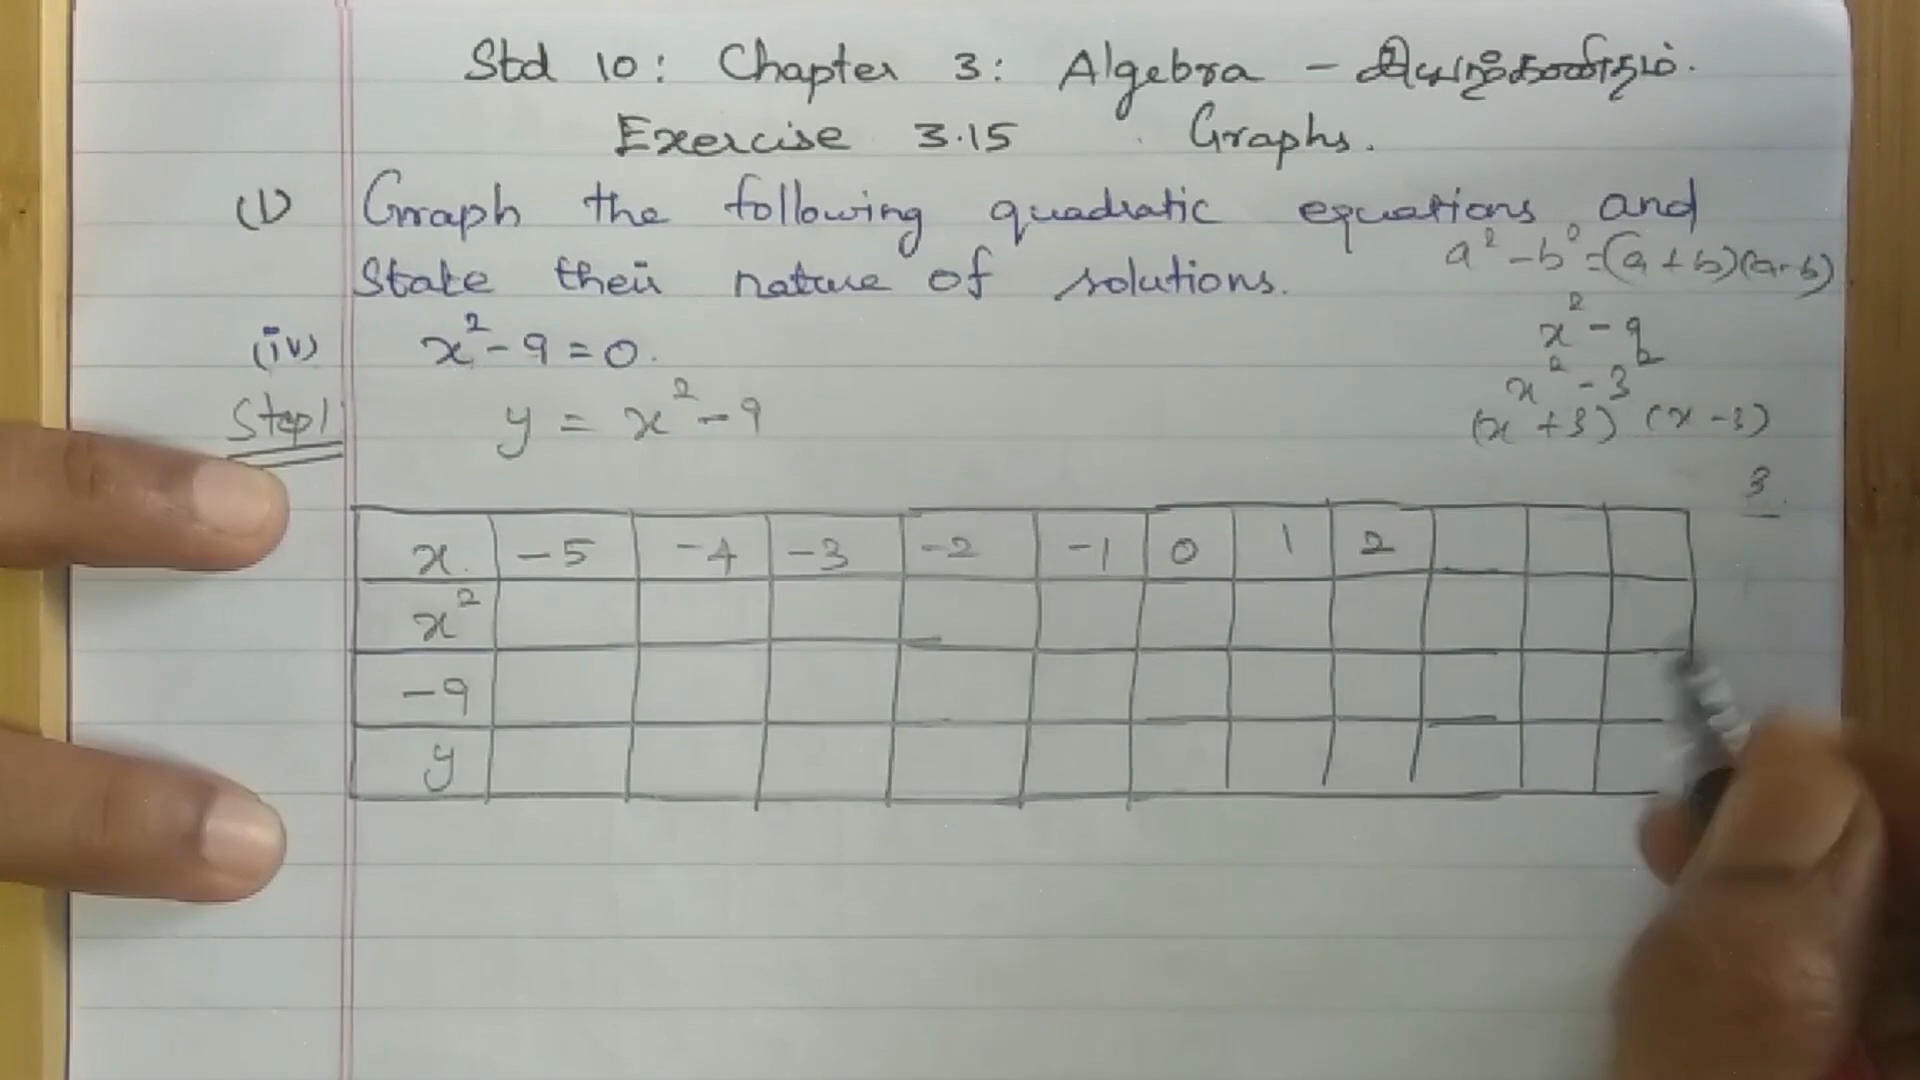 Std 10: Chapter 3: Algebra - இயற்கணிதம்.
Exercise 3.15 Graphs.
(1) Graph the following quadratic equations and
State their nature of solutions.
a² - b² = (a + b)(a - b)
(iv) x² - 9 = 0.
x² - 9
x² - 3²
Step 1 y = x² - 9
(x + 3) (x - 3)
3.
x. -5 -4 -3 -2 -1 0 1 2
x²
-9
y